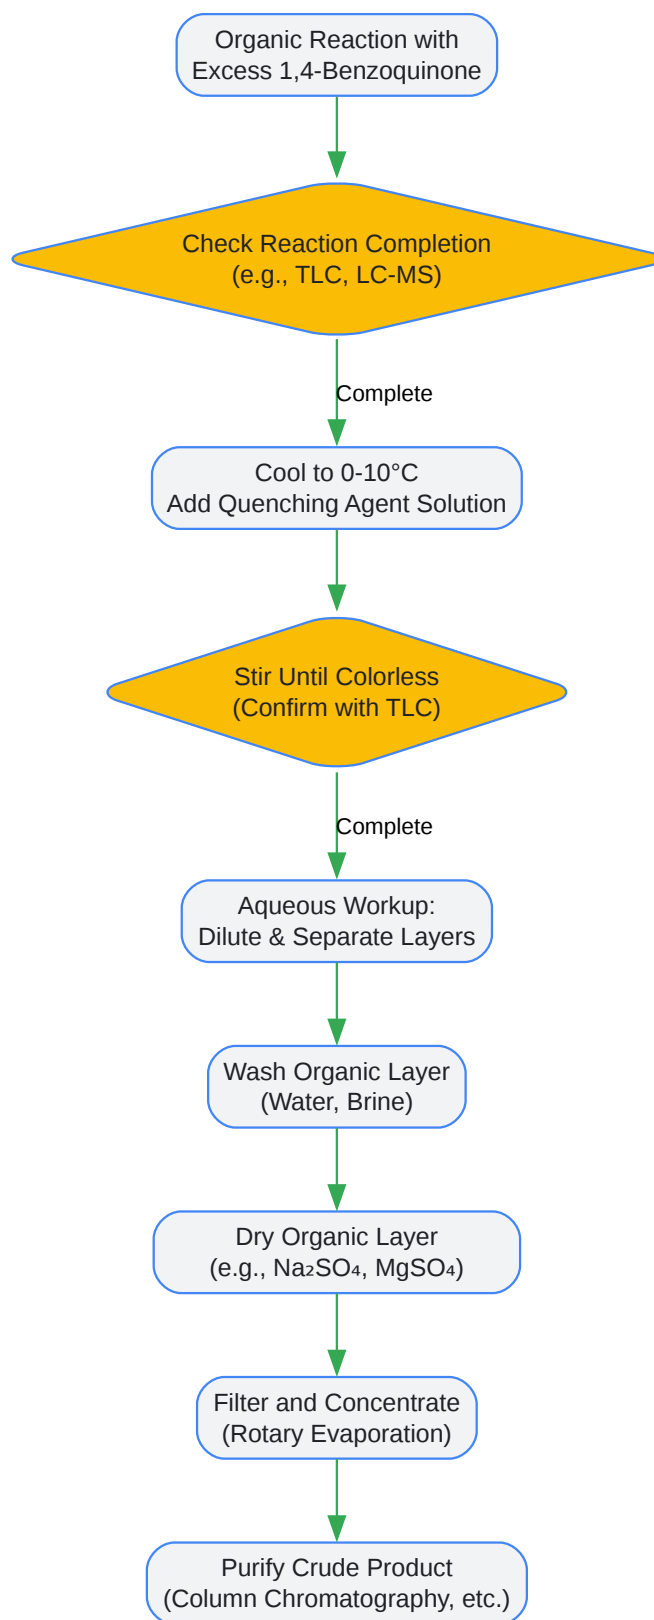 Organic Reaction with
Excess 1,4-Benzoquinone
Check Reaction Completion
(e.g., TLC, LC-MS)
Complete
Cool to 0-10°C
Add Quenching Agent Solution
Stir Until Colorless
(Confirm with TLC)
Complete
Aqueous Workup:
Dilute & Separate Layers
Wash Organic Layer
(Water, Brine)
Dry Organic Layer
(e.g., Na₂SO₄, MgSO₄)
Filter and Concentrate
(Rotary Evaporation)
Purify Crude Product
(Column Chromatography, etc.)